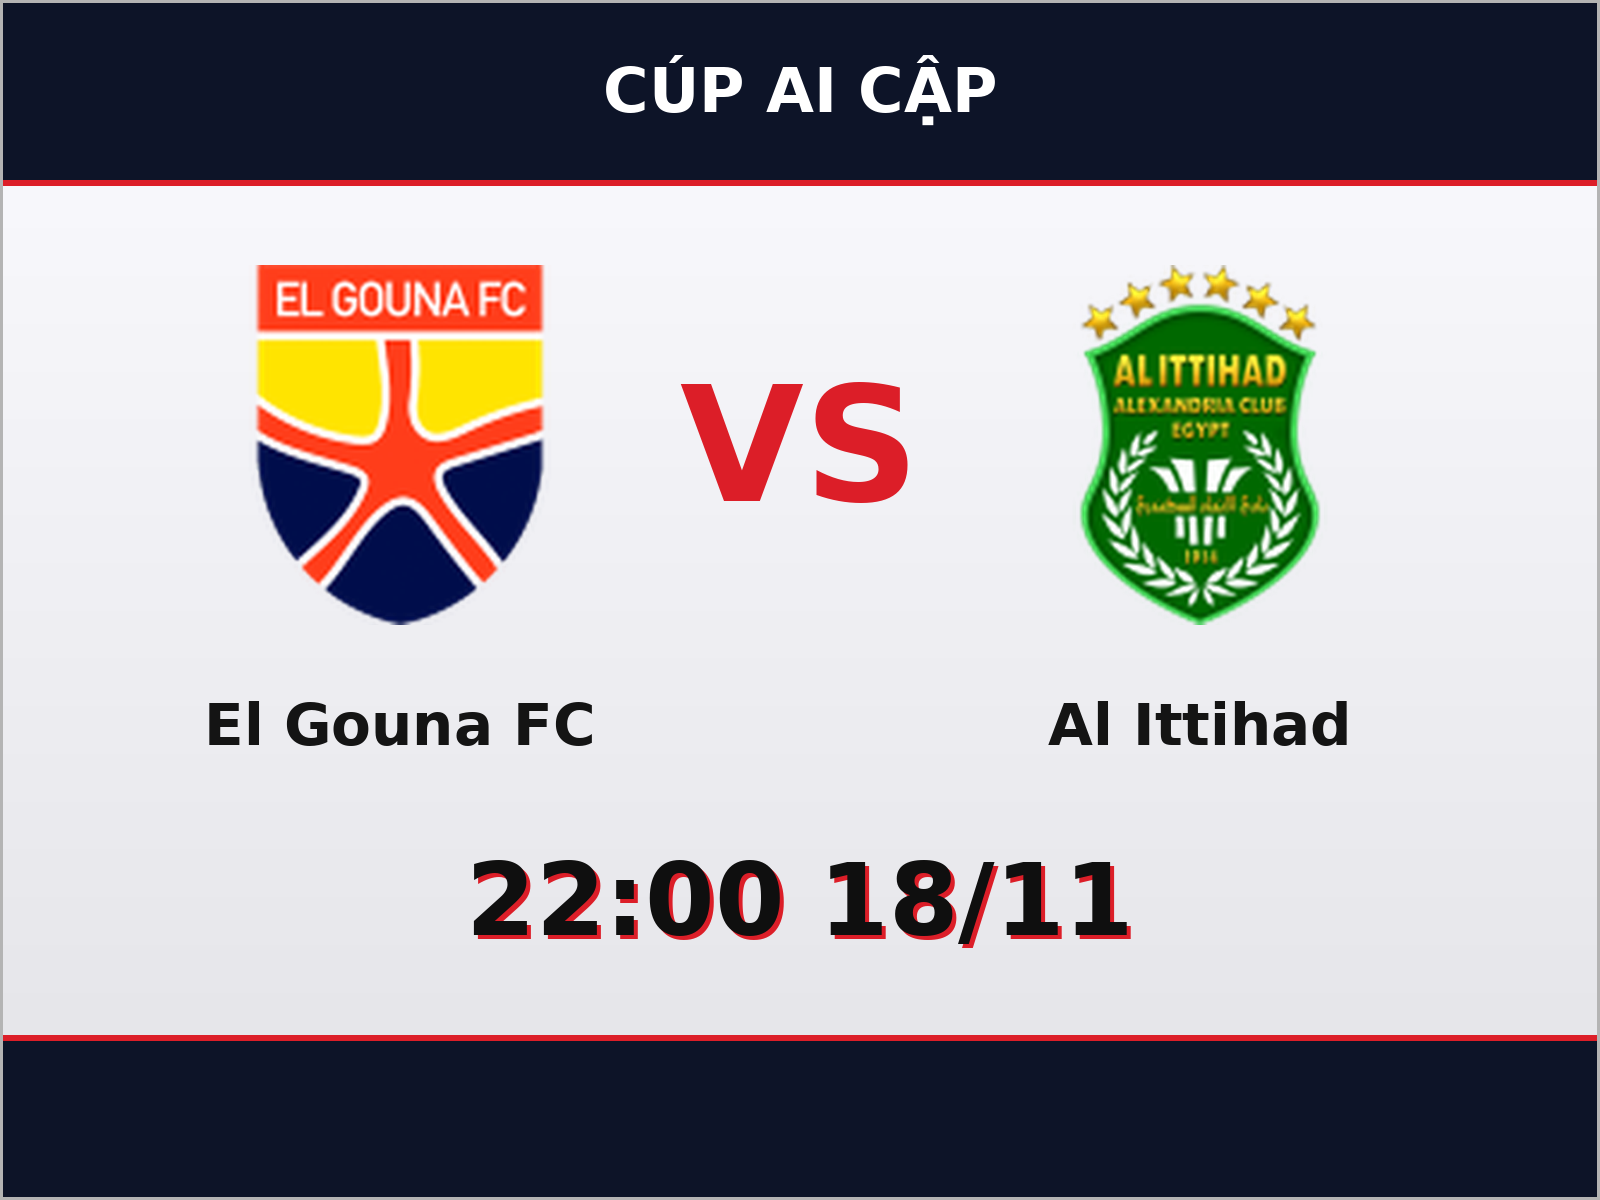 CÚP AI CẬP
EL GOUNA FC
VS
AL ITTIHAD
ALEXANDRIA CLUB
EGYPT
El Gouna FC
Al Ittihad
22:00 18/11